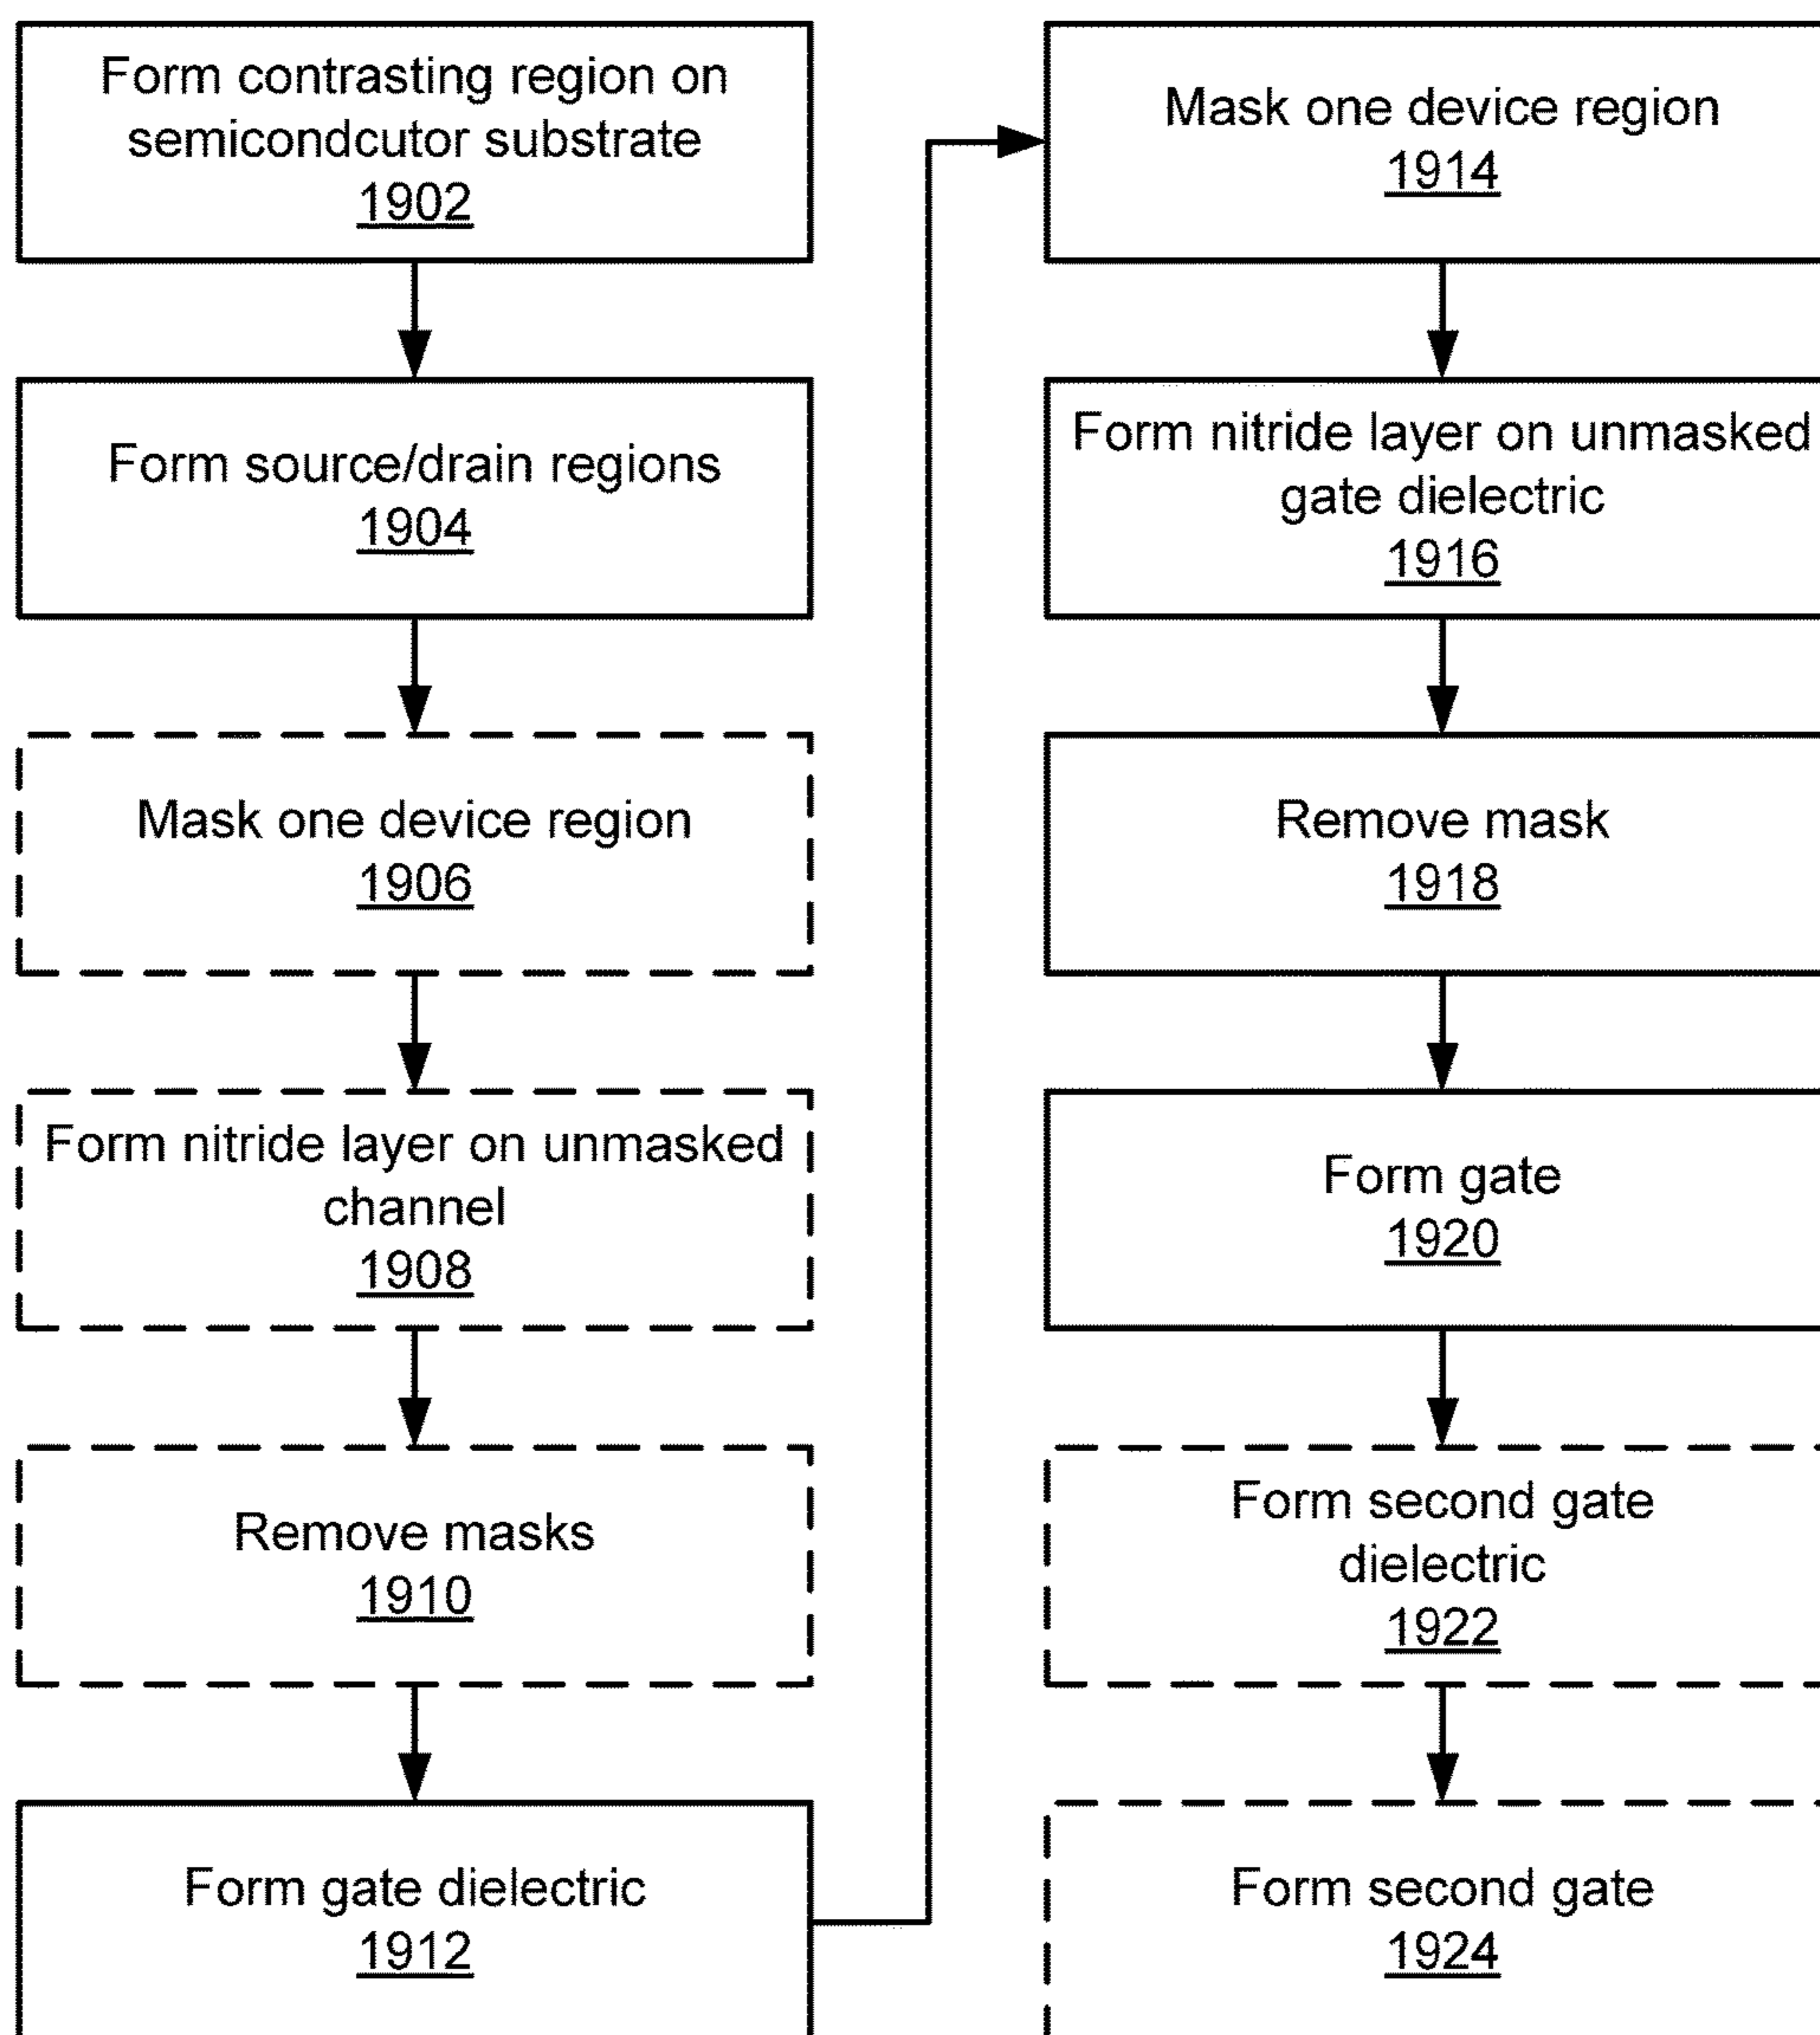 Form contrasting region on
semicondcutor substrate
1902
Form source/drain regions
1904
Mask one device region
1906
Form nitride layer on unmasked
channel
1908
Remove masks
1910
Form gate dielectric
1912
Mask one device region
1914
Form nitride layer on unmasked
gate dielectric
1916
Remove mask
1918
Form gate
1920
Form second gate
dielectric
1922
Form second gate
1924